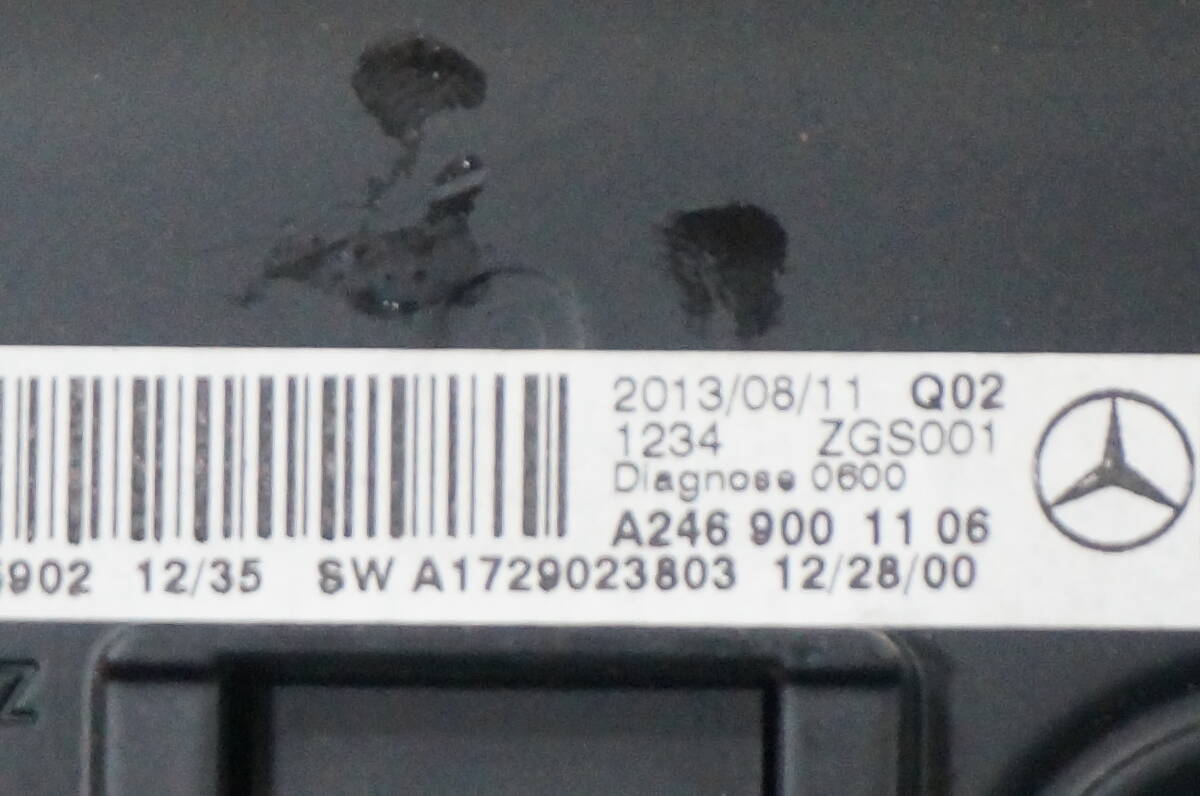 2013/08/11 Q02
1234 ZGS001
Diagnose 0600
A246 900 11 06
902 12/35 SW A1729023803 12/28/00
Z